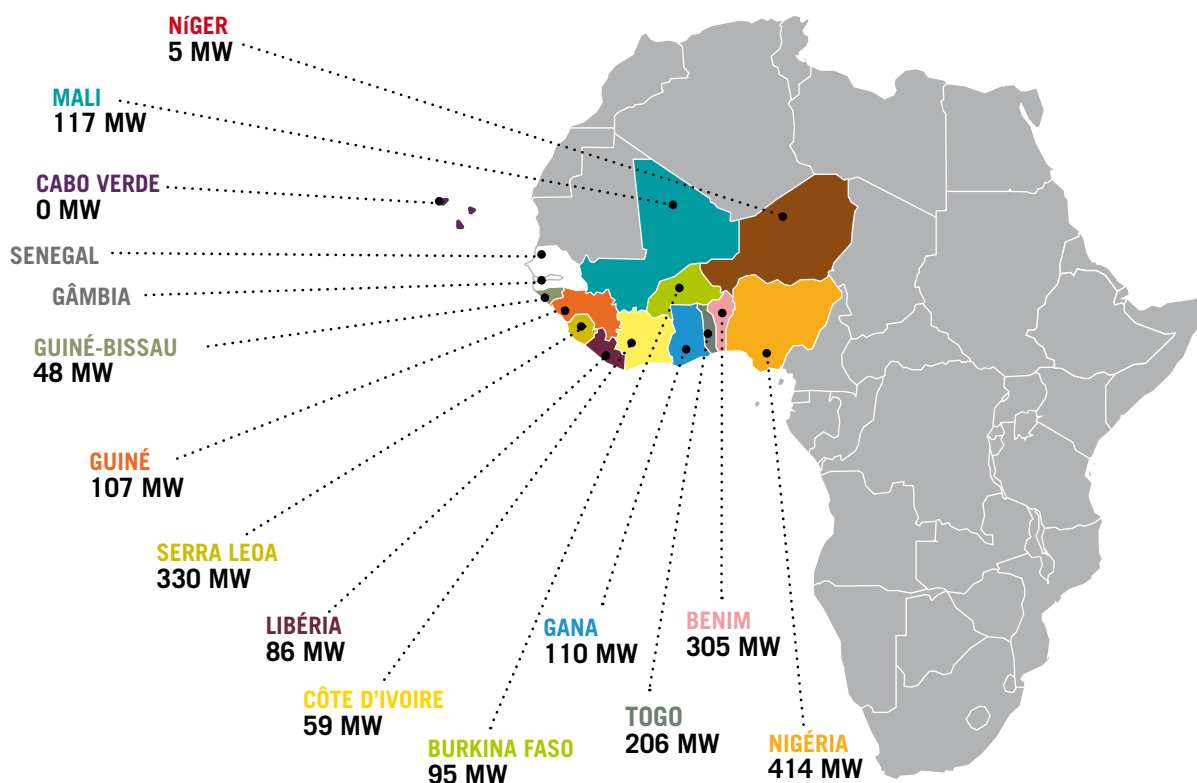 NíGER
5 MW
MALI
117 MW
CABO VERDE
0 MW
SENEGAL
GÂMBIA
GUINÉ-BISSAU
48 MW
GUINÉ
107 MW
SERRA LEOA
330 MW
LIBÉRIA
86 MW
CÔTE D'IVOIRE
59 MW
BURKINA FASO
95 MW
GANA
110 MW
TOGO
206 MW
BENIM
305 MW
NIGÉRIA
414 MW